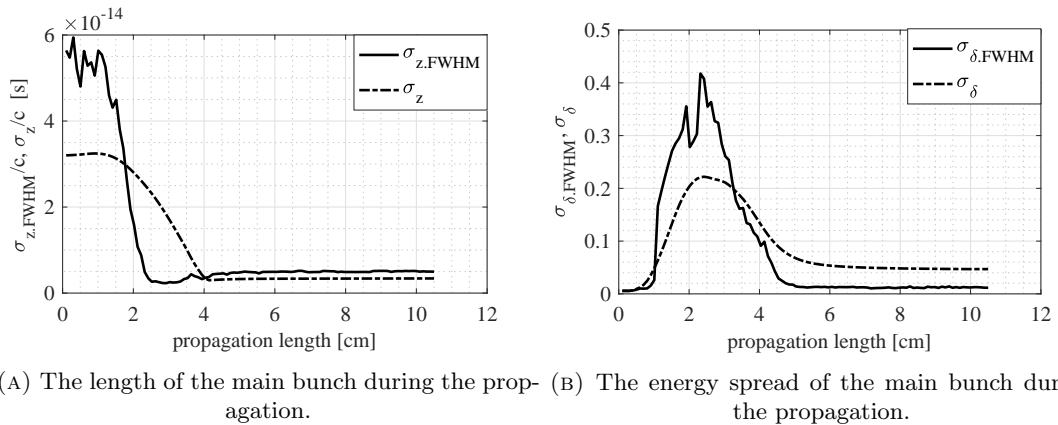 ×10-14
6
4
2
0
σz.FWHM/c, σz/c [s]
σz.FWHM
σz
0 2 4 6 8 10 12
propagation length [cm]
0.5
0.4
0.3
0.2
0.1
0
σδ.FWHM, σδ
σδ.FWHM
σδ
0 2 4 6 8 10 12
propagation length [cm]
(A) The length of the main bunch during the prop-
agation.
(B) The energy spread of the main bunch dur
the propagation.